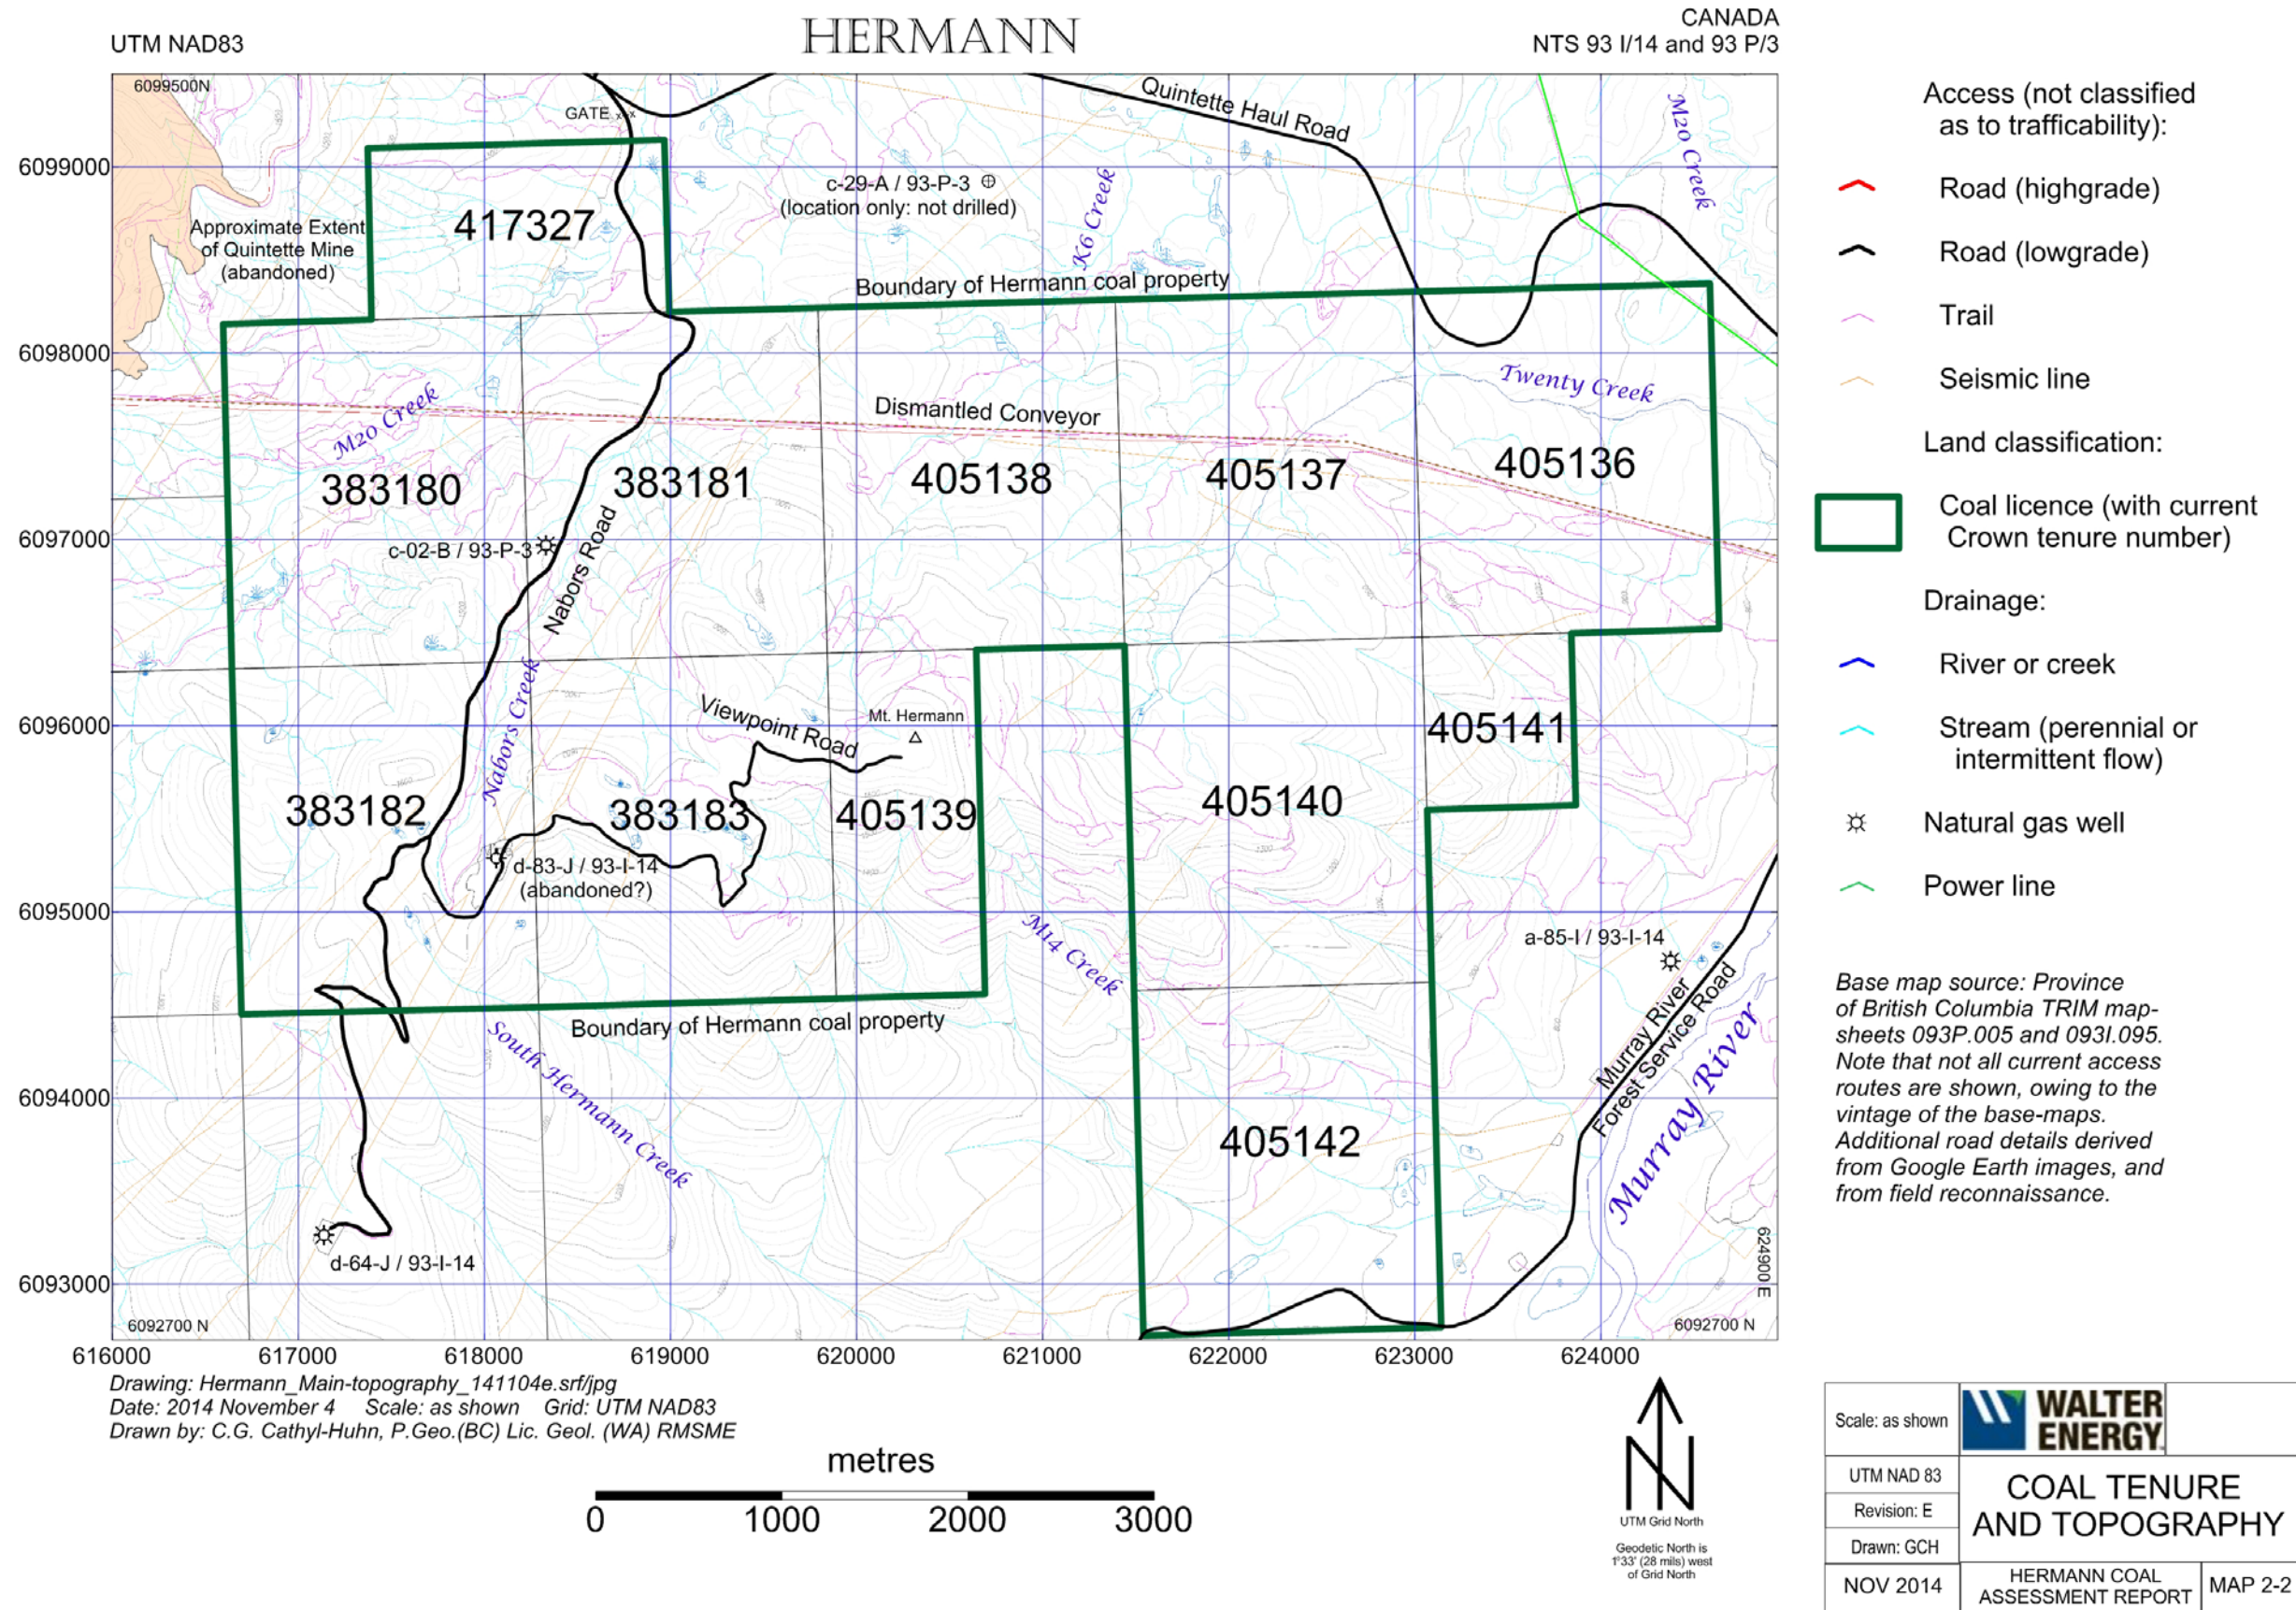 HERMANN
UTM NAD83
CANADA
NTS 93 I/14 and 93 P/3
6099500N
GATE
Quintette Haul Road
M20 Creek
6099000
c-29-A / 93-P-3
(location only: not drilled)
K6 Creek
417327
Approximate Extent
of Quintette Mine
(abandoned)
Boundary of Hermann coal property
6098000
M20 Creek
Dismantled Conveyor
Twenty Creek
383180
383181
405138
405137
405136
6097000
c-02-B / 93-P-3
Nabors Road
Nabors Creek
6096000
Viewpoint Road
Mt. Hermann
405141
383182
383183
405139
405140
d-83-J / 93-I-14
(abandoned?)
6095000
M14 Creek
a-85-I / 93-I-14
Boundary of Hermann coal property
South Hermann Creek
Murray River
Forest Service Road
Murray River
6094000
405142
d-64-J / 93-I-14
6093000
624900 E
6092700 N
6092700 N
616000
617000
618000
619000
620000
621000
622000
623000
624000
Drawing: Hermann_Main-topography_141104e.srf/jpg
Date: 2014 November 4 Scale: as shown Grid: UTM NAD83
Drawn by: C.G. Cathyl-Huhn, P.Geo.(BC) Lic. Geol. (WA) RMSME
metres
0 1000 2000 3000
UTM Grid North
Geodetic North is
1°33' (28 mils) west
of Grid North
Access (not classified
as to trafficability):
Road (highgrade)
Road (lowgrade)
Trail
Seismic line
Land classification:
Coal licence (with current
Crown tenure number)
Drainage:
River or creek
Stream (perennial or
intermittent flow)
Natural gas well
Power line
Base map source: Province
of British Columbia TRIM map-
sheets 093P.005 and 093I.095.
Note that not all current access
routes are shown, owing to the
vintage of the base-maps.
Additional road details derived
from Google Earth images, and
from field reconnaissance.
Scale: as shown
WALTER
ENERGY
UTM NAD 83
Revision: E
Drawn: GCH
COAL TENURE
AND TOPOGRAPHY
NOV 2014
HERMANN COAL
ASSESSMENT REPORT
MAP 2-2